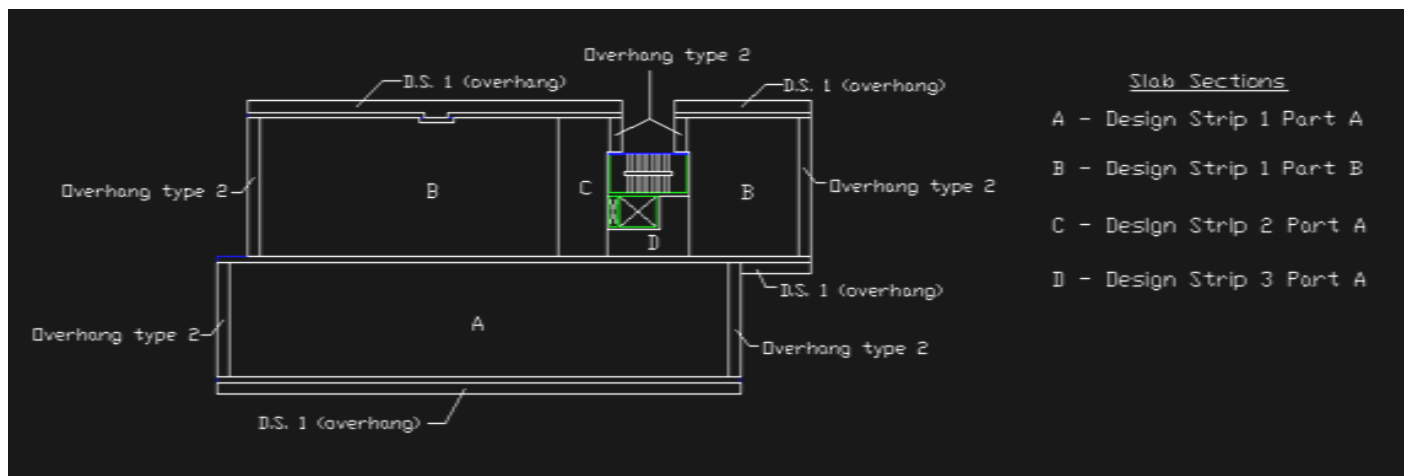 Overhang type 2
D.S. 1 (overhang)
D.S. 1 (overhang)
Slab Sections
A - Design Strip 1 Part A
B - Design Strip 1 Part B
C - Design Strip 2 Part A
D - Design Strip 3 Part A
Overhang type 2
B
C
B
Overhang type 2
D
D.S. 1 (overhang)
Overhang type 2
A
Overhang type 2
D.S. 1 (overhang)